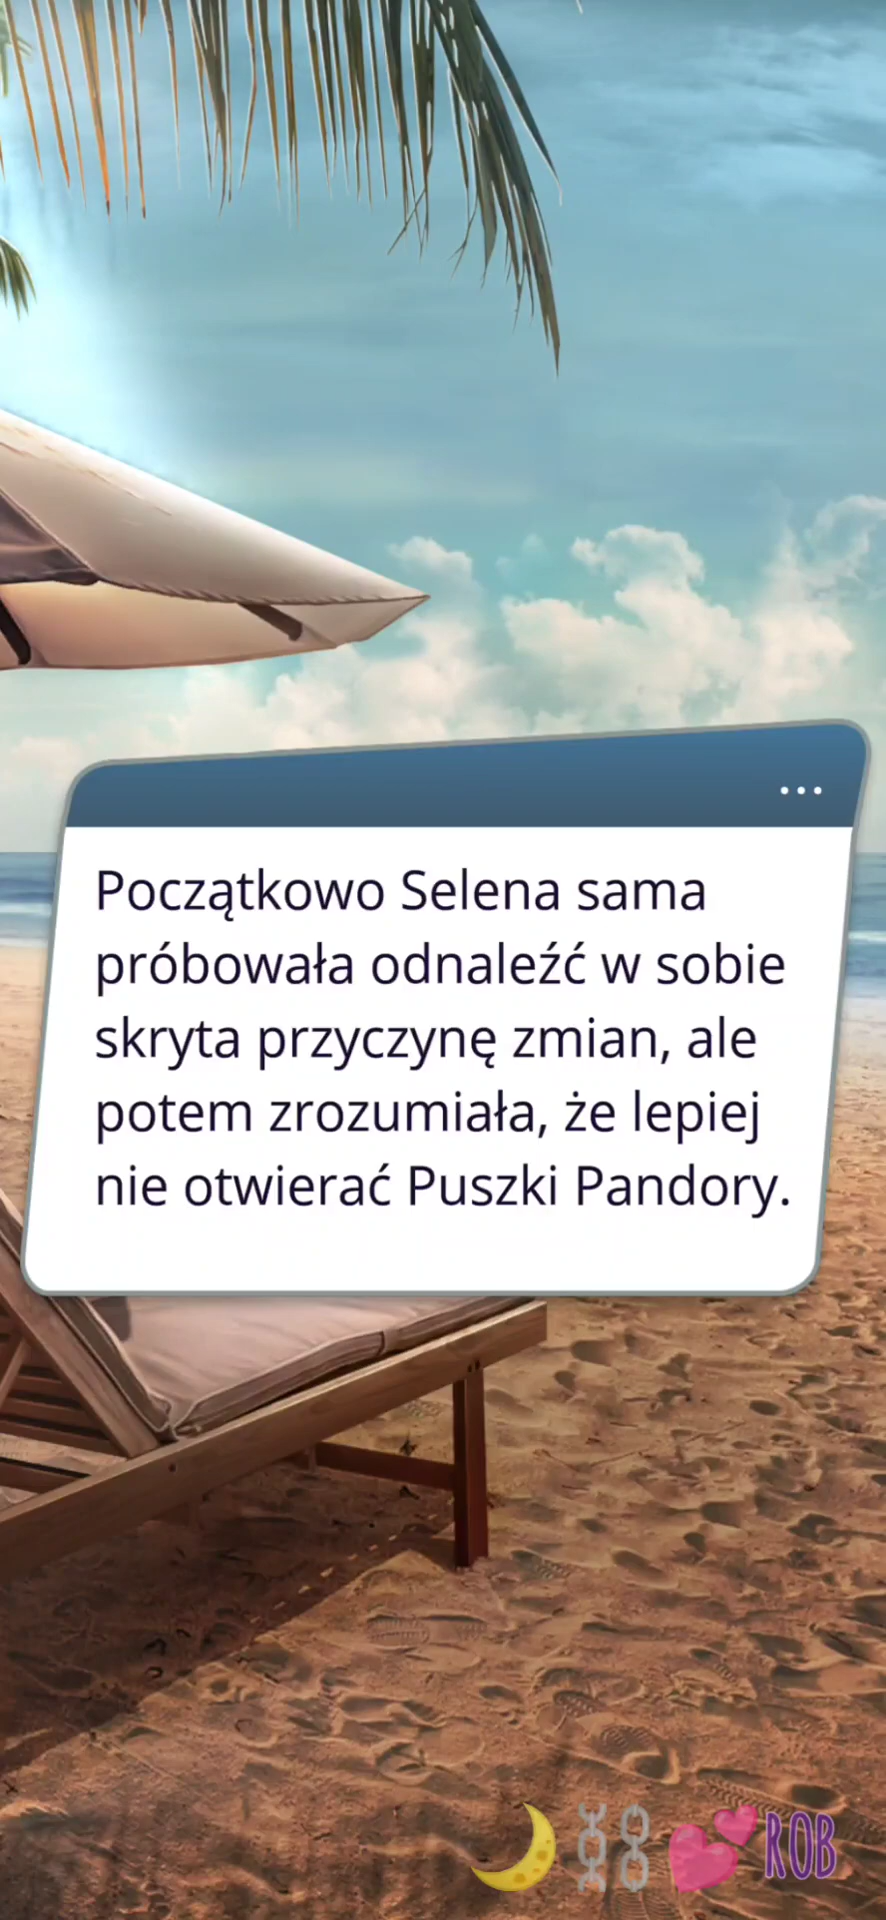 Początkowo Selena sama
próbowała odnaleźć w sobie
skryta przyczynę zmian, ale
potem zrozumiała, że lepiej
nie otwierać Puszki Pandory.
ROB